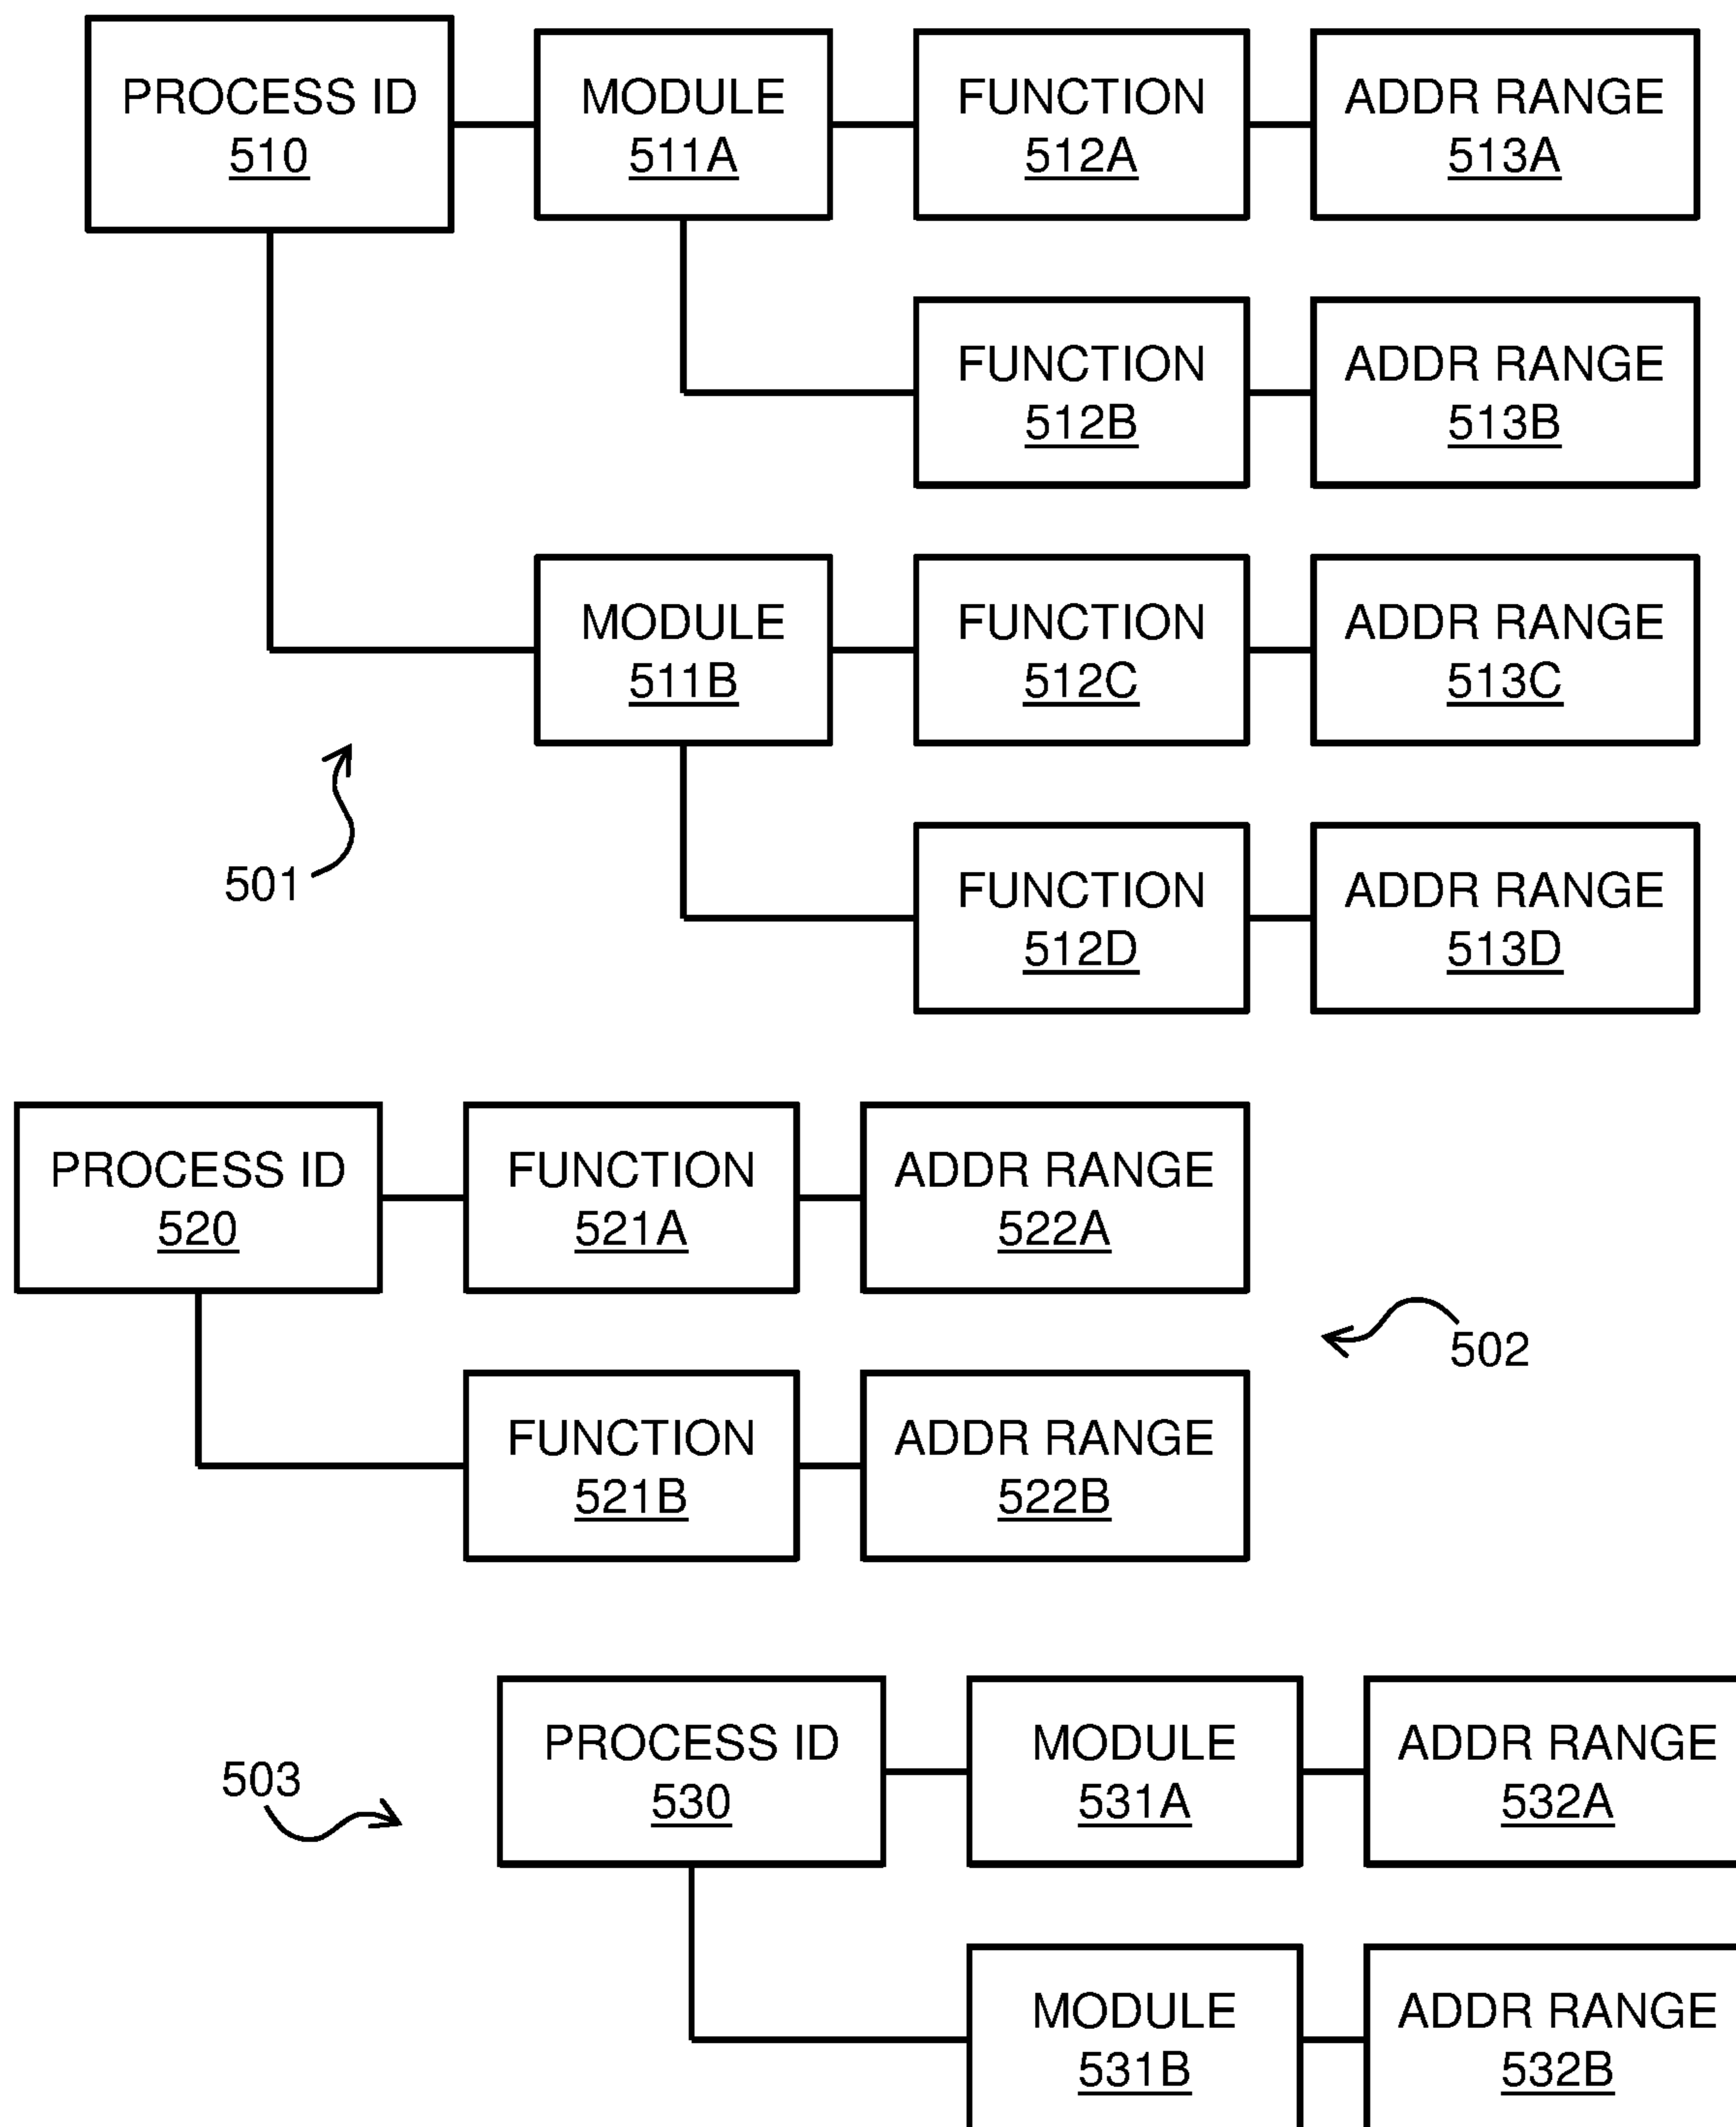 PROCESS ID
510
MODULE
511A
FUNCTION
512A
ADDR RANGE
513A
FUNCTION
512B
ADDR RANGE
513B
MODULE
511B
FUNCTION
512C
ADDR RANGE
513C
501
FUNCTION
512D
ADDR RANGE
513D
PROCESS ID
520
FUNCTION
521A
ADDR RANGE
522A
502
FUNCTION
521B
ADDR RANGE
522B
503
PROCESS ID
530
MODULE
531A
ADDR RANGE
532A
MODULE
531B
ADDR RANGE
532B